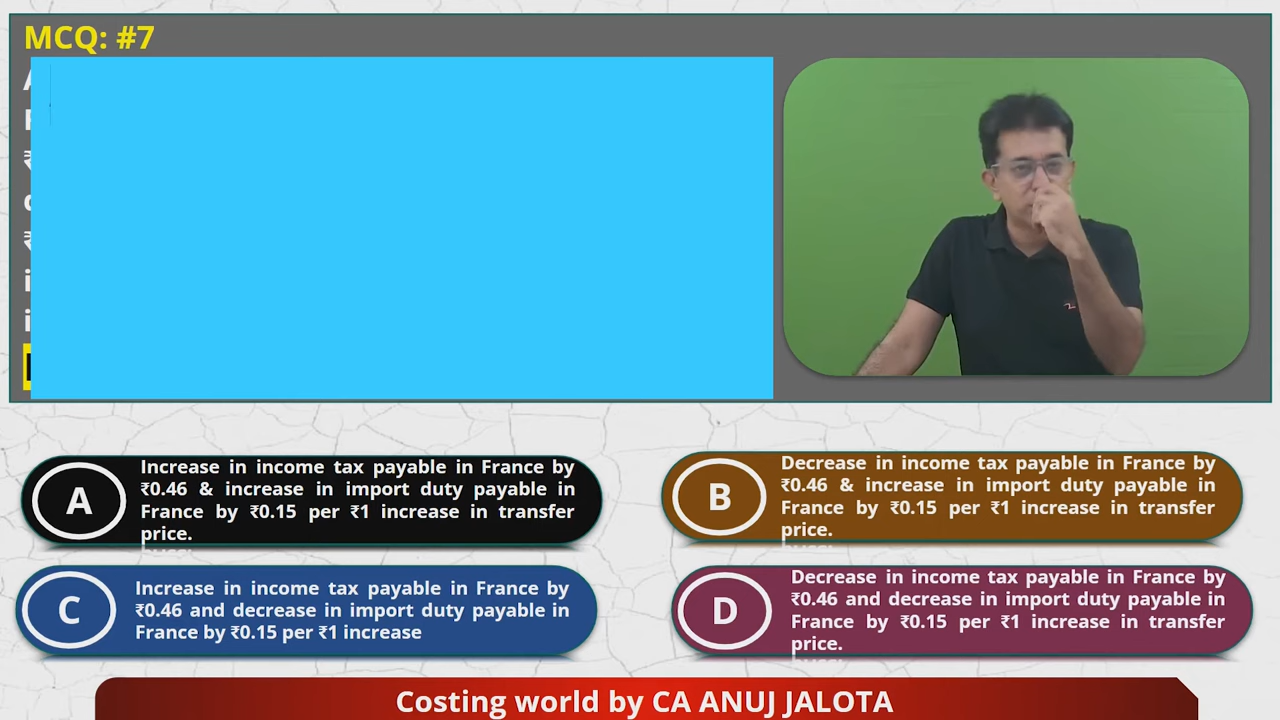 MCQ: #7
Increase in income tax payable in France by
₹0.46 & increase in import duty payable in
France by ₹0.15 per ₹1 increase in transfer
price.
A
Decrease in income tax payable in France by
₹0.46 & increase in import duty payable in
France by ₹0.15 per ₹1 increase in transfer
price.
B
Increase in income tax payable in France by
₹0.46 and decrease in import duty payable in
France by ₹0.15 per ₹1 increase
C
Decrease in income tax payable in France by
₹0.46 and decrease in import duty payable in
France by ₹0.15 per ₹1 increase in transfer
price.
D
Costing world by CA ANUJ JALOTA